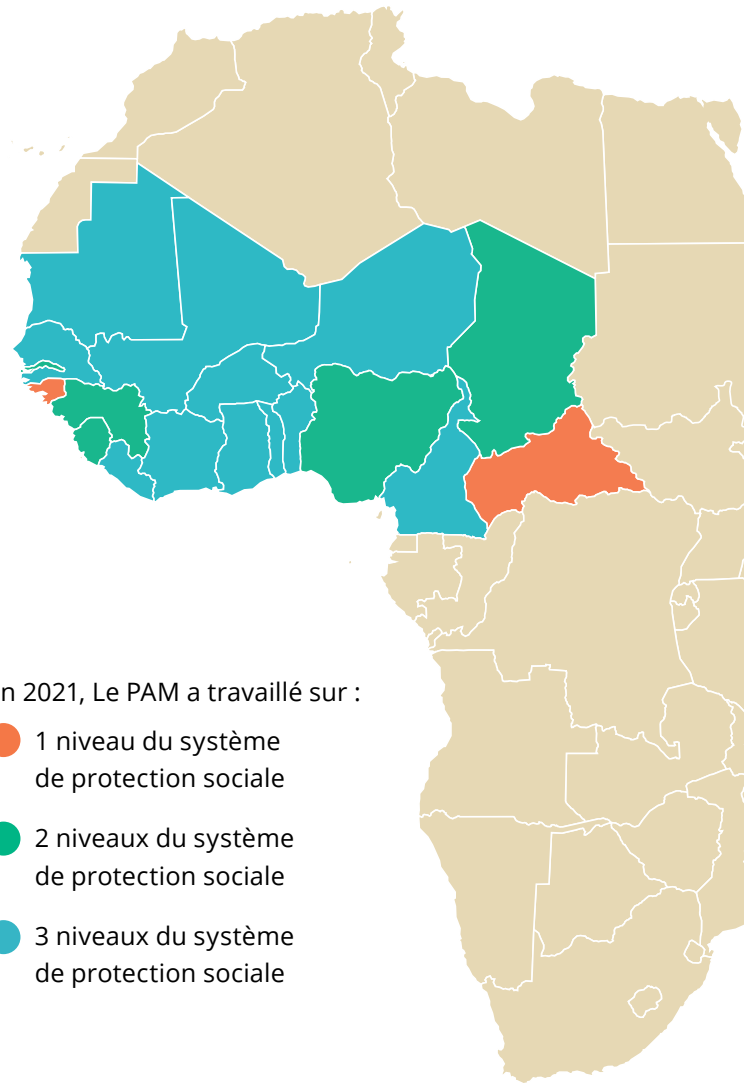 n 2021, Le PAM a travaillé sur :
1 niveau du système
de protection sociale
2 niveaux du système
de protection sociale
3 niveaux du système
de protection sociale